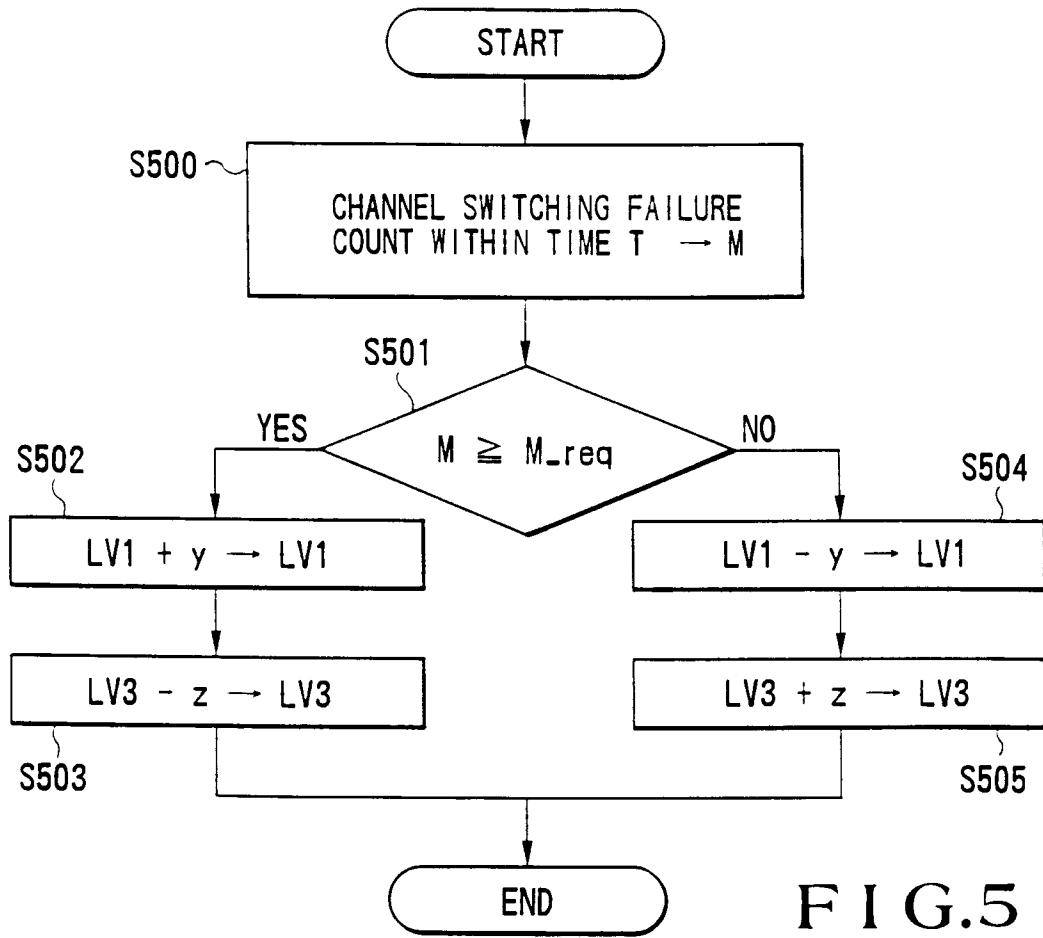 START
S500
CHANNEL SWITCHING FAILURE
COUNT WITHIN TIME T → M
S501
YES
M ≧ M_req
NO
S502
LV1 + y → LV1
S504
LV1 - y → LV1
LV3 - z → LV3
S503
LV3 + z → LV3
S505
END
FIG.5